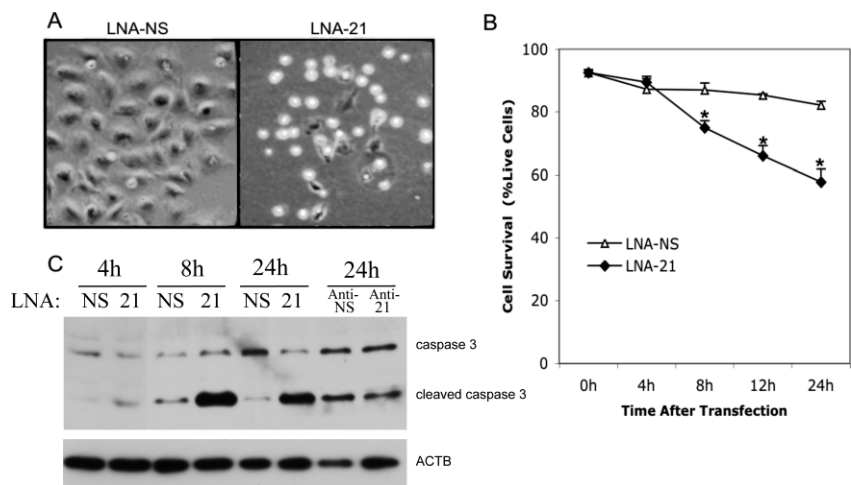 A
LNA-NS
LNA-21
B
Cell Survival (%Live Cells)
100
80
60
40
20
0
*
*
*
LNA-NS
LNA-21
0h
4h
8h
12h
24h
Time After Transfection
C
4h
8h
24h
24h
LNA:
NS
21
NS
21
NS
21
Anti-
NS
Anti-
21
caspase 3
cleaved caspase 3
ACTB